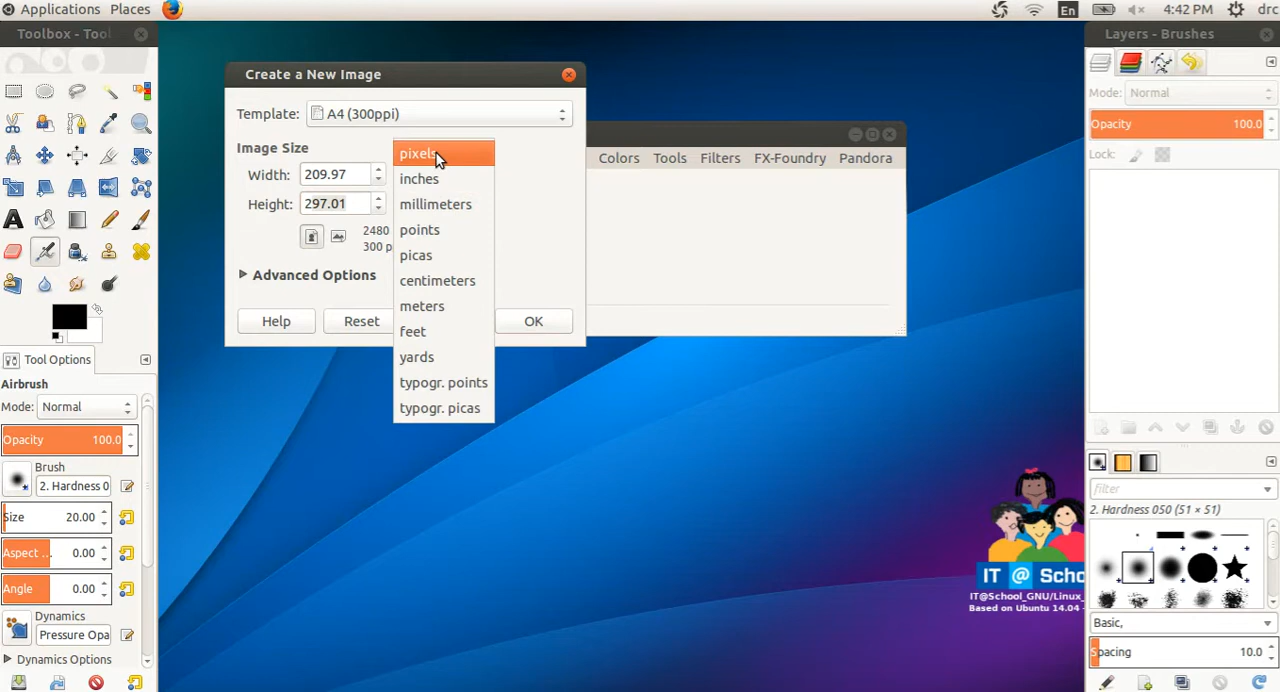 Applications Places
En 4:42 PM drc
Toolbox - Tool
Layers - Brushes
Create a New Image
Template: A4 (300ppi)
Image Size
Width: 209.97
Height: 297.01
2480
300 p
Advanced Options
Help Reset OK
pixels
inches
millimeters
points
picas
centimeters
meters
feet
yards
typogr. points
typogr. picas
Colors Tools Filters FX-Foundry Pandora
Tool Options
Airbrush
Mode: Normal
Opacity 100.0
Brush
2. Hardness 0
Size 20.00
Aspect ... 0.00
Angle 0.00
Dynamics
Pressure Opa
Dynamics Options
Mode: Normal
Opacity 100.0
Lock:
filter
2. Hardness 050 (51 × 51)
Basic,
Spacing 10.0
IT @ Scho
IT@School_GNU/Linux_
Based on Ubuntu 14.04 -